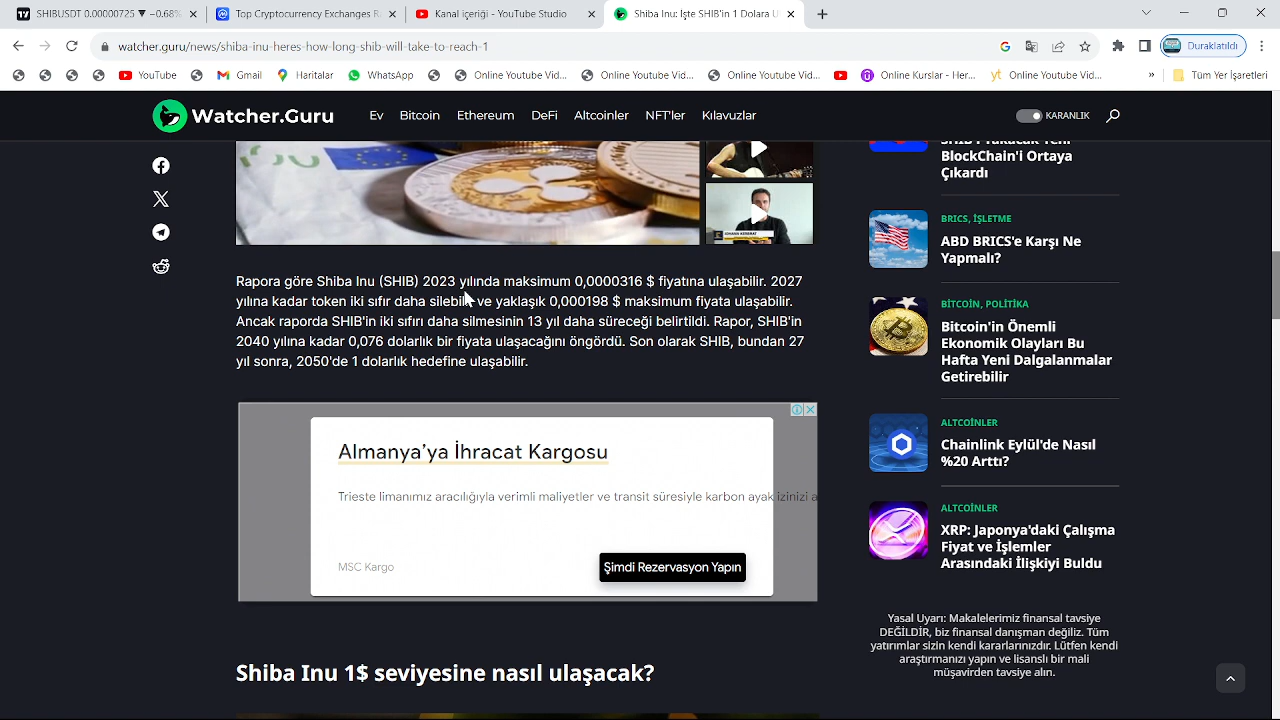 SHIBUSDT 0.00000725 ▼ −0.68%
Top Cryptocurrency Exchanges R
Kanal içeriği - YouTube Studio
Shiba Inu: İşte SHIB'in 1 Dolara U
watcher.guru/news/shiba-inu-heres-how-long-shib-will-take-to-reach-1
Duraklatıldı
YouTube
Gmail
Haritalar
WhatsApp
Online Youtube Vid...
Online Youtube Vid...
Online Youtube Vid...
Online Kurslar - Her...
yt Online Youtube Vid...
»
Tüm Yer İşaretleri
Watcher.Guru
Ev
Bitcoin
Ethereum
DeFi
Altcoinler
NFT'ler
Kılavuzlar
KARANLIK
BlockChain'i Ortaya
Çıkardı
BRICS, İŞLETME
ABD BRICS'e Karşı Ne
Yapmalı?
Rapora göre Shiba Inu (SHIB) 2023 yılında maksimum 0,0000316 $ fiyatına ulaşabilir. 2027
yılına kadar token iki sıfır daha silebilir ve yaklaşık 0,000198 $ maksimum fiyata ulaşabilir.
Ancak raporda SHIB'in iki sıfırı daha silmesinin 13 yıl daha süreceği belirtildi. Rapor, SHIB'in
2040 yılına kadar 0,076 dolarlık bir fiyata ulaşacağını öngördü. Son olarak SHIB, bundan 27
yıl sonra, 2050'de 1 dolarlık hedefine ulaşabilir.
BİTCOİN, POLİTİKA
Bitcoin'in Önemli
Ekonomik Olayları Bu
Hafta Yeni Dalgalanmalar
Getirebilir
Almanya'ya İhracat Kargosu
Trieste limanımız aracılığıyla verimli maliyetler ve transit süresiyle karbon ayak izinizi a
MSC Kargo
Şimdi Rezervasyon Yapın
ALTCOİNLER
Chainlink Eylül'de Nasıl
%20 Arttı?
ALTCOİNLER
XRP: Japonya'daki Çalışma
Fiyat ve İşlemler
Arasındaki İlişkiyi Buldu
Yasal Uyarı: Makalelerimiz finansal tavsiye
DEĞİLDİR, biz finansal danışman değiliz. Tüm
yatırımlar sizin kendi kararlarınızdır. Lütfen kendi
araştırmanızı yapın ve lisanslı bir mali
müşavirden tavsiye alın.
Shiba Inu 1$ seviyesine nasıl ulaşacak?